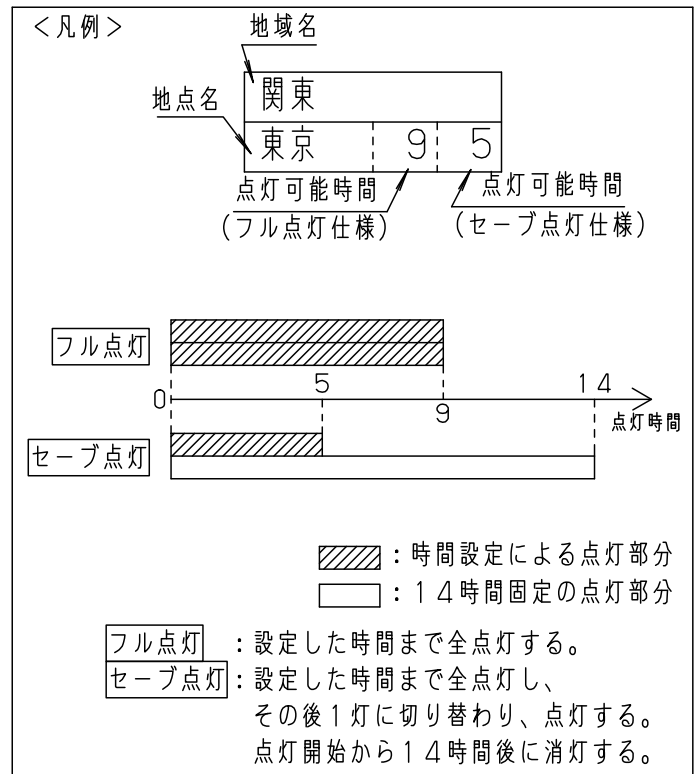 ＜凡例＞
地域名
関東
地点名
東京 9 5
点灯可能時間
(フル点灯仕様)
点灯可能時間
(セーブ点灯仕様)
フル点灯
0 5 9 14
点灯時間
セーブ点灯
：時間設定による点灯部分
：１４時間固定の点灯部分
フル点灯 ：設定した時間まで全点灯する。
セーブ点灯：設定した時間まで全点灯し、
その後１灯に切り替わり、点灯する。
点灯開始から１４時間後に消灯する。